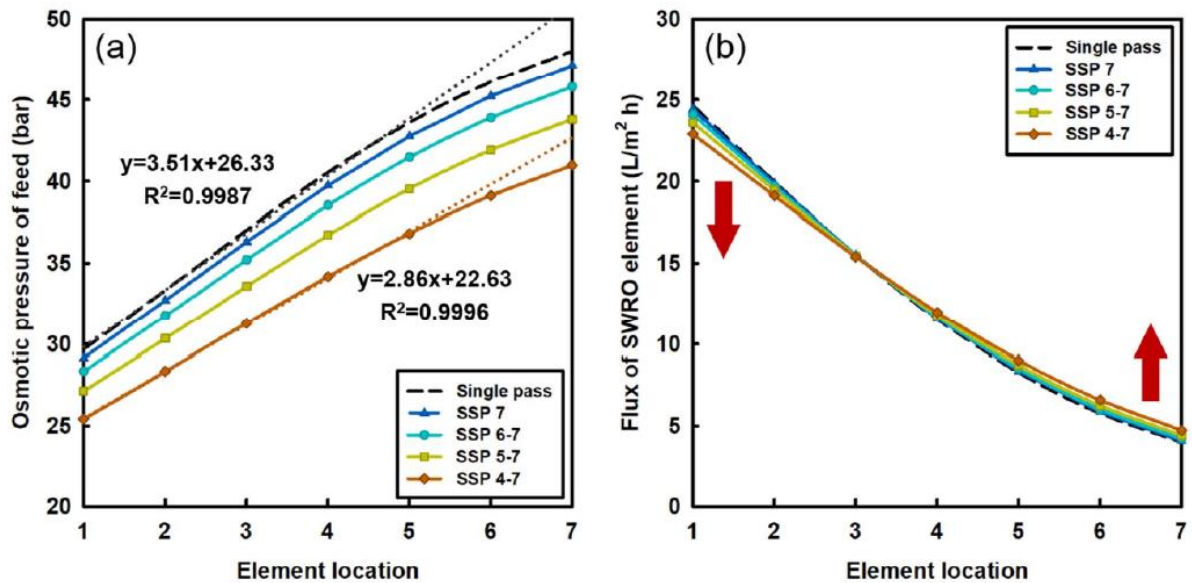 (a)
Osmotic pressure of feed (bar)
50
45
40
35
30
25
20
y=3.51x+26.33
R²=0.9987
y=2.86x+22.63
R²=0.9996
Single pass
SSP 7
SSP 6-7
SSP 5-7
SSP 4-7
1 2 3 4 5 6 7
Element location
(b)
Flux of SWRO element (L/m² h)
30
25
20
15
10
5
0
Single pass
SSP 7
SSP 6-7
SSP 5-7
SSP 4-7
1 2 3 4 5 6 7
Element location